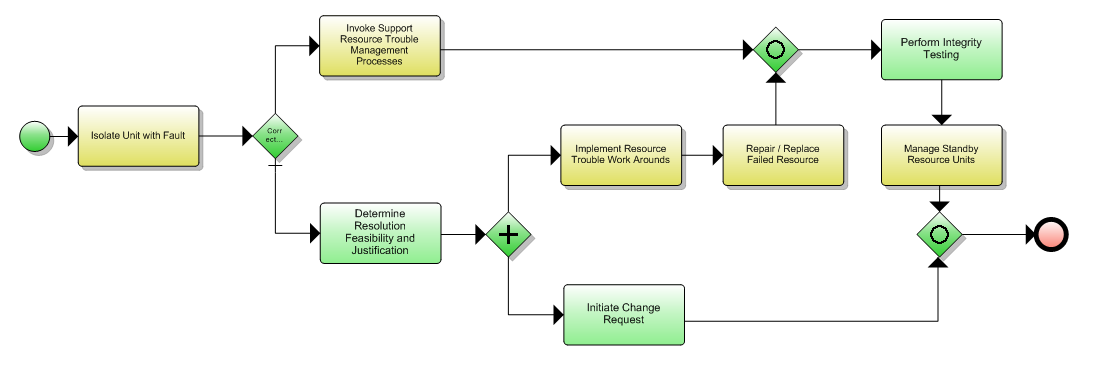 Invoke Support
Resource Trouble
Management
Processes
Perform Integrity
Testing
Isolate Unit with Fault
Corr
ect...
Implement Resource
Trouble Work Arounds
Repair / Replace
Failed Resource
Manage Standby
Resource Units
Determine
Resolution
Feasibility and
Justification
Initiate Change
Request